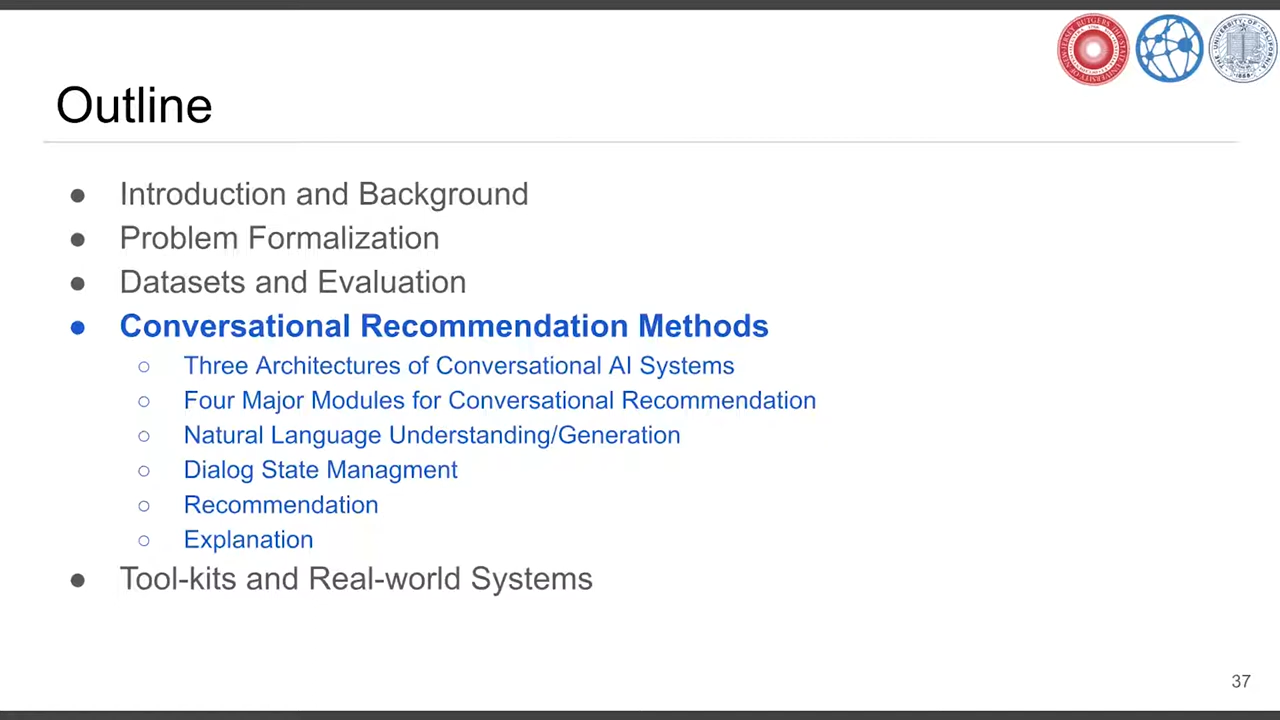 Outline
● Introduction and Background
● Problem Formalization
● Datasets and Evaluation
● Conversational Recommendation Methods
○ Three Architectures of Conversational AI Systems
○ Four Major Modules for Conversational Recommendation
○ Natural Language Understanding/Generation
○ Dialog State Managment
○ Recommendation
○ Explanation
● Tool-kits and Real-world Systems
37